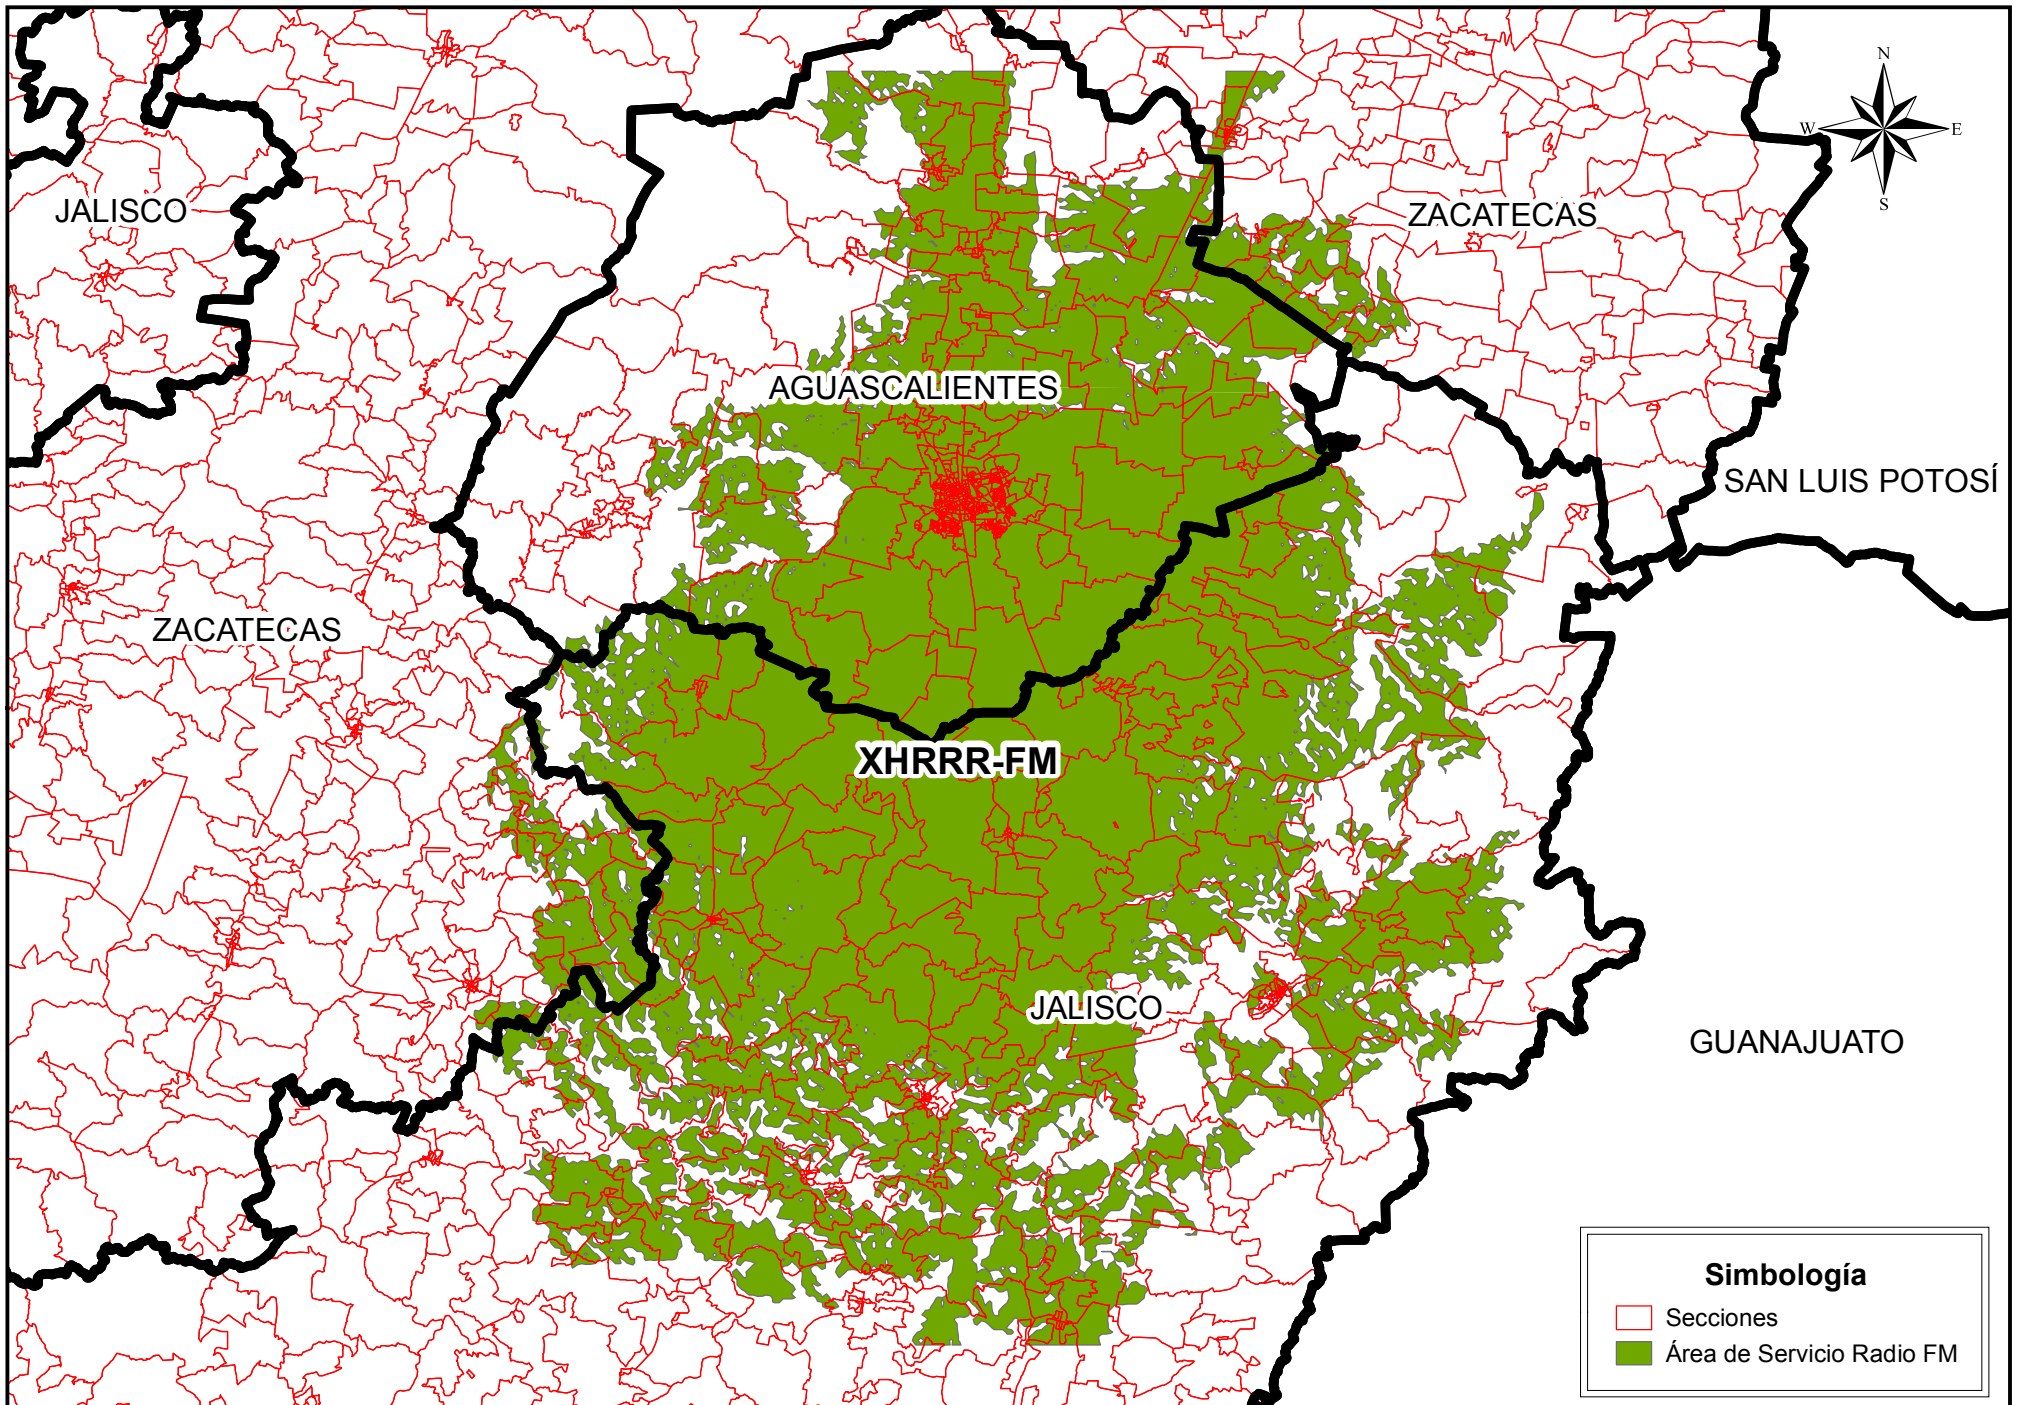 N
W
E
S
JALISCO
ZACATECAS
AGUASCALIENTES
SAN LUIS POTOSÍ
ZACATECAS
XHRRR-FM
JALISCO
GUANAJUATO
Simbología
Secciones
Área de Servicio Radio FM